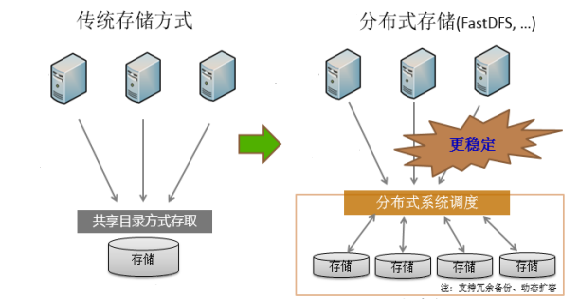 传统存储方式
分布式存储(FastDFS, ...)
更稳定
共享目录方式存取
存储
分布式系统调度
存储
存储
存储
存储
注：支持冗余备份、动态扩容